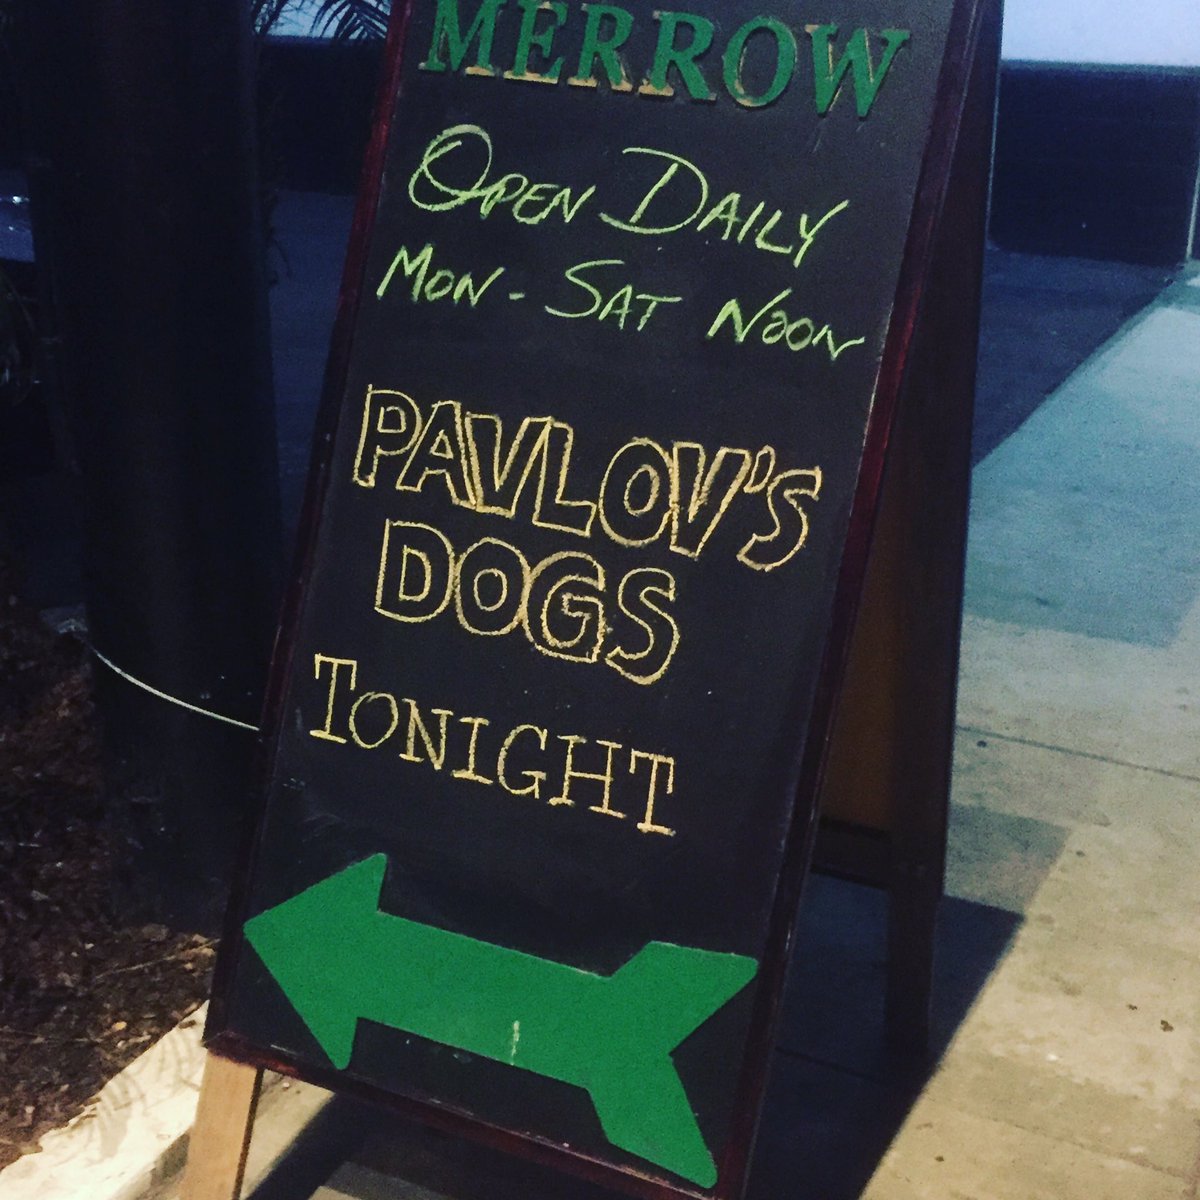 MERROW
OPEN DAILY
MON - SAT NOON
PAVLOV'S
DOGS
TONIGHT